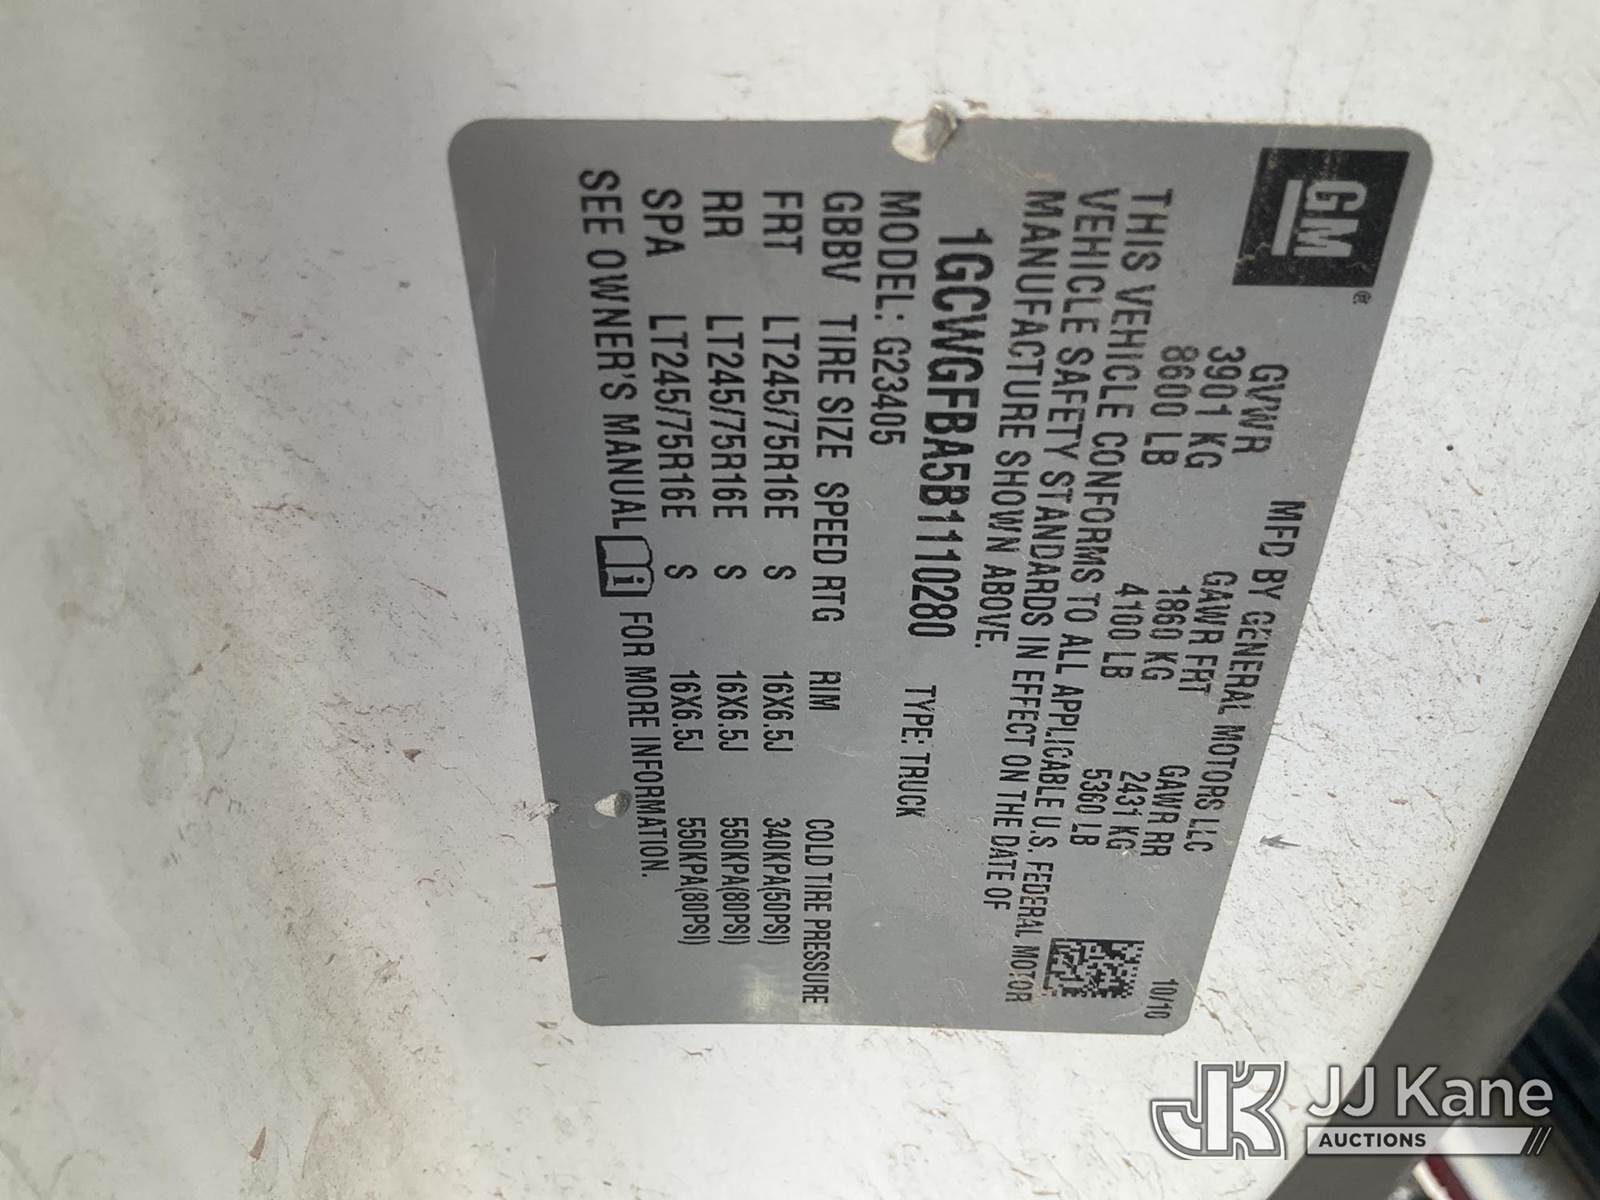 GM®
MFD BY GENERAL MOTORS LLC 10/10
GVWR GAWR FRT GAWR RR
3901 KG 1860 KG 2431 KG
8600 LB 4100 LB 5360 LB
THIS VEHICLE CONFORMS TO ALL APPLICABLE U.S. FEDERAL MOTOR
VEHICLE SAFETY STANDARDS IN EFFECT ON THE DATE OF
MANUFACTURE SHOWN ABOVE.
1GCWGFBA5B1110280 TYPE: TRUCK
MODEL: G23405
GBBV TIRE SIZE SPEED RTG RIM COLD TIRE PRESSURE
FRT LT245/75R16E S 16X6.5J 340KPA(50PSI)
RR LT245/75R16E S 16X6.5J 550KPA(80PSI)
SPA LT245/75R16E S 16X6.5J 550KPA(80PSI)
SEE OWNER'S MANUAL i FOR MORE INFORMATION.
JK JJ Kane
AUCTIONS